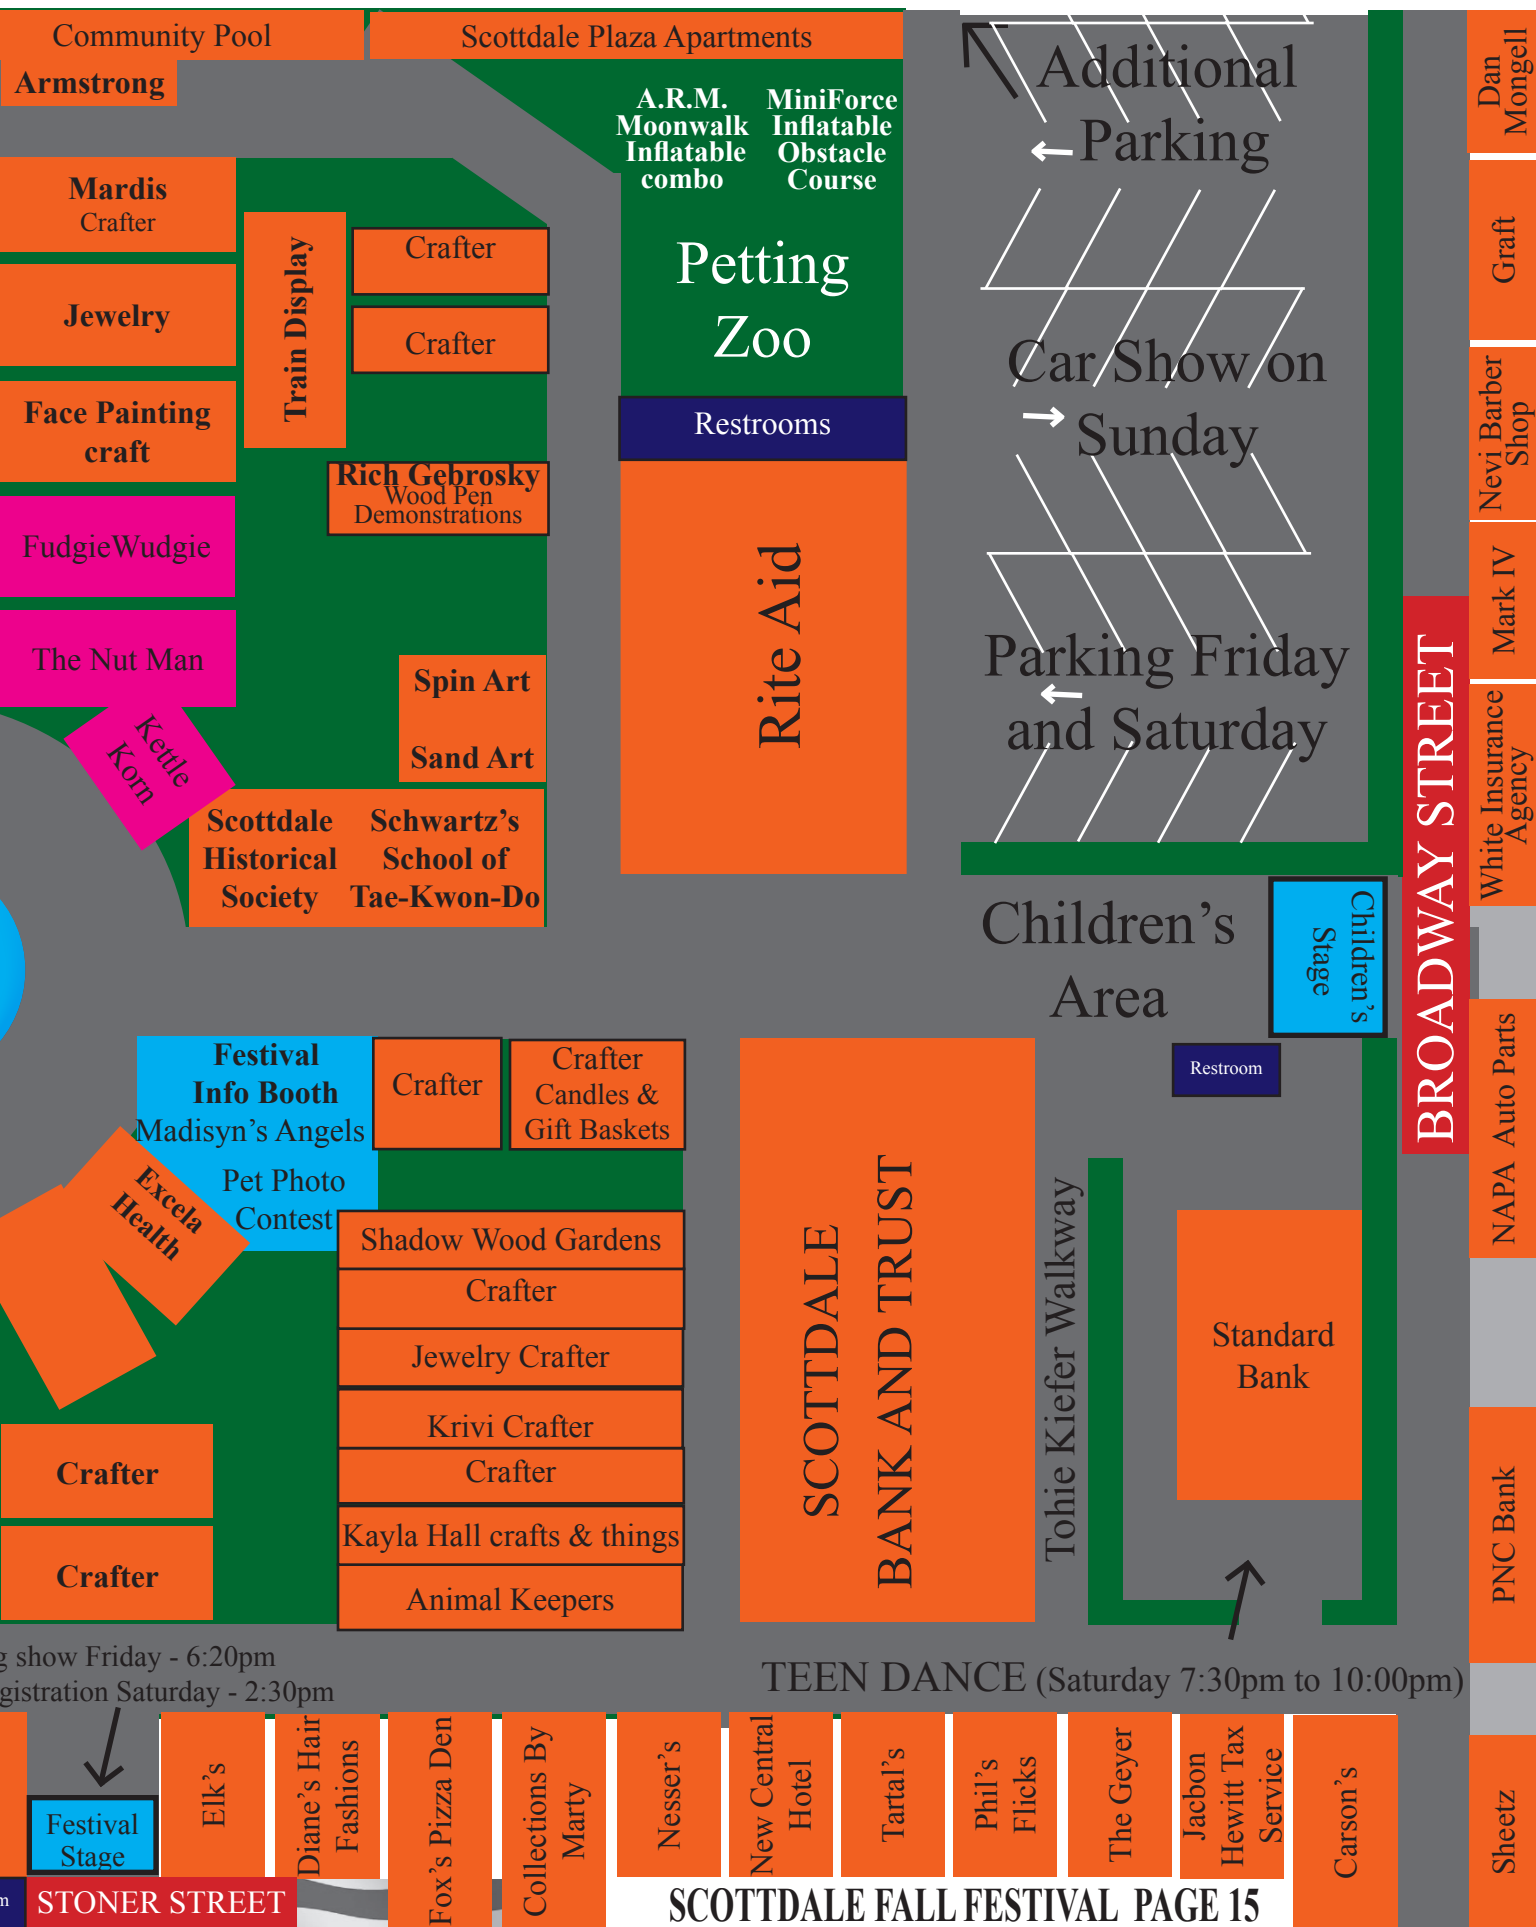 Community Pool
Scottdale Plaza Apartments
Armstrong
A.R.M.
Moonwalk
Inflatable
combo
MiniForce
Inflatable
Obstacle
Course
Additional
Parking
Dan
Mongell
Mardis
Crafter
Train Display
Crafter
Petting
Zoo
Graft
Jewelry
Crafter
Car Show on
Sunday
Nevi Barber
Shop
Face Painting
craft
Restrooms
Rich Gebrosky
Wood Pen
Demonstrations
FudgieWudgie
Rite Aid
Mark IV
The Nut Man
Spin Art
Sand Art
Parking Friday
and Saturday
BROADWAY STREET
White Insurance
Agency
Kettle
Korn
Scottdale
Historical
Society
Schwartz's
School of
Tae-Kwon-Do
Children's
Area
Children's
Stage
Festival
Info Booth
Madisyn's Angels
Pet Photo
Contest
Crafter
Crafter
Candles &
Gift Baskets
Restroom
NAPA Auto Parts
Excela
Health
Shadow Wood Gardens
Crafter
Jewelry Crafter
Krivi Crafter
Crafter
Kayla Hall crafts & things
Animal Keepers
SCOTTDALE
BANK AND TRUST
Tohie Kiefer Walkway
Standard
Bank
PNC Bank
Crafter
Crafter
g show Friday - 6:20pm
gistration Saturday - 2:30pm
TEEN DANCE (Saturday 7:30pm to 10:00pm)
Festival
Stage
Elk's
Diane's Hair
Fashions
Fox's Pizza Den
Collections By
Marty
Nesser's
New Central
Hotel
Tartal's
Phil's
Flicks
The Geyer
Jacbon
Hewitt Tax
Service
Carson's
Sheetz
m
STONER STREET
SCOTTDALE FALL FESTIVAL PAGE 15